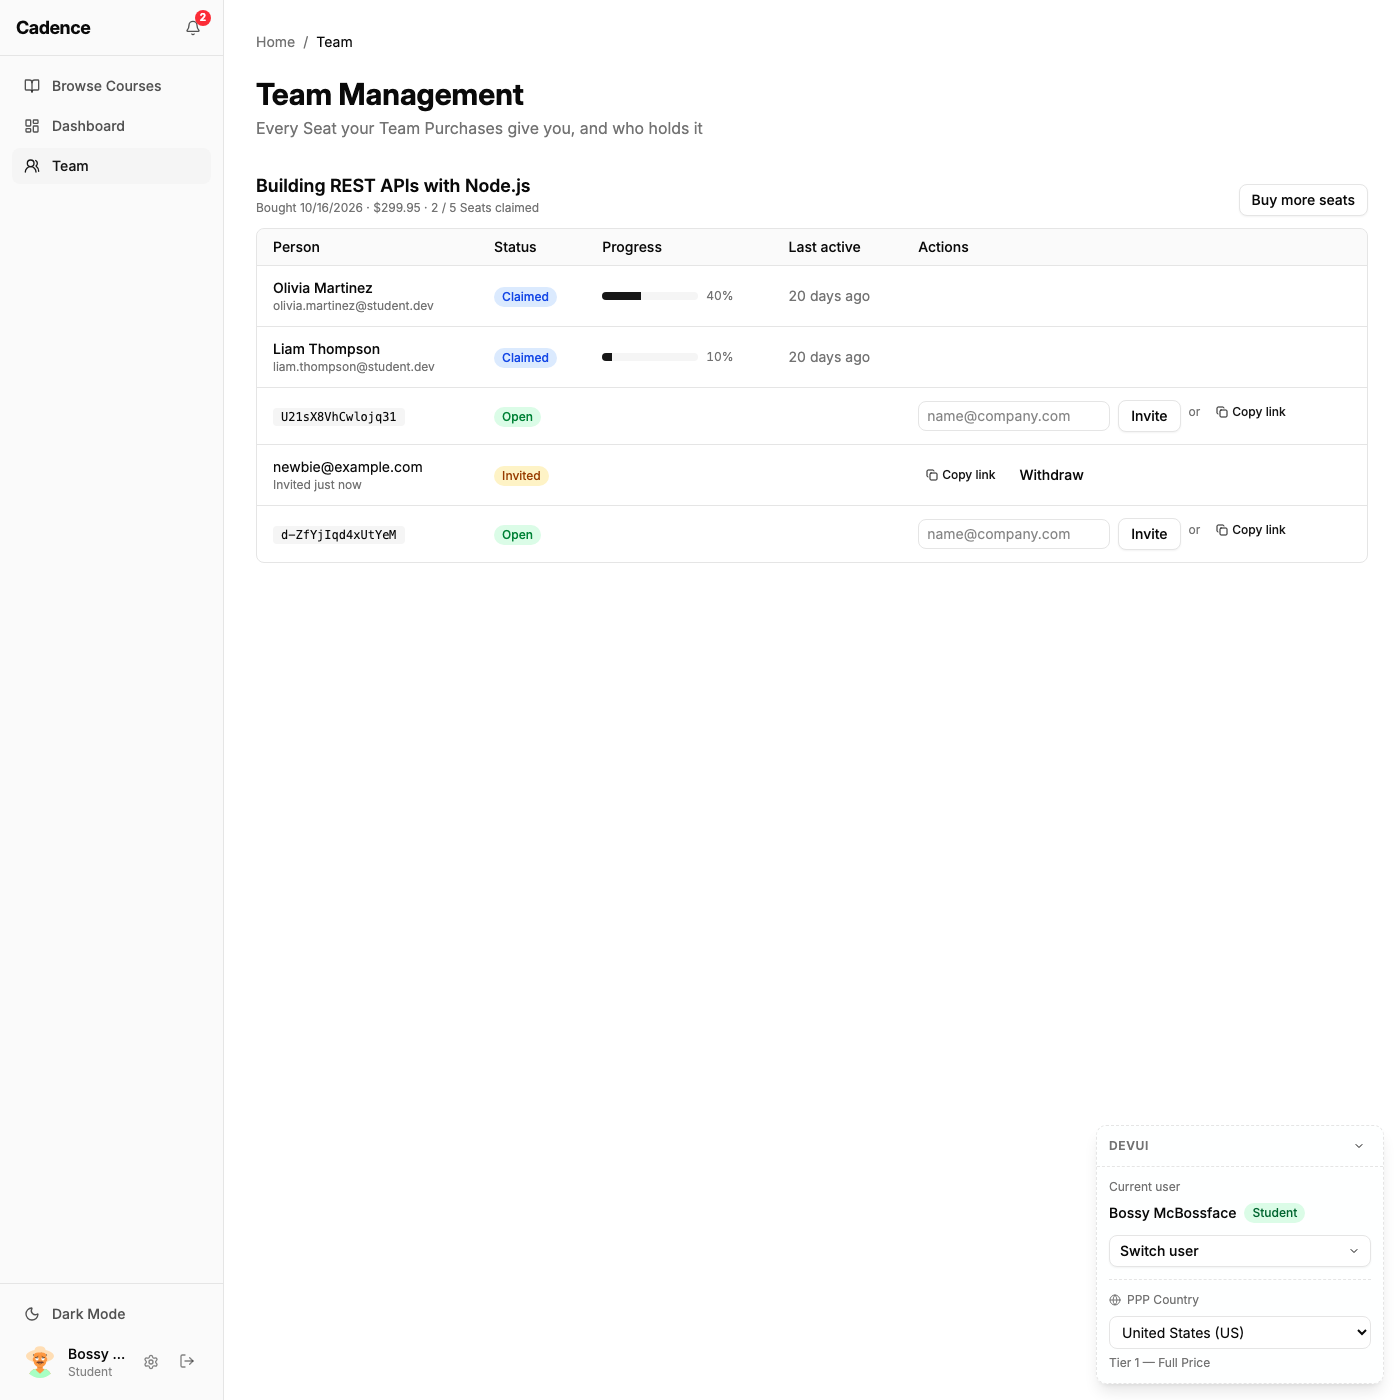 Cadence
2
Browse Courses
Dashboard
Team
Home / Team
Team Management
Every Seat your Team Purchases give you, and who holds it
Building REST APIs with Node.js
Bought 10/16/2026 · $299.95 · 2 / 5 Seats claimed
Buy more seats
Person Status Progress Last active Actions
Olivia Martinez
olivia.martinez@student.dev
Claimed 40% 20 days ago
Liam Thompson
liam.thompson@student.dev
Claimed 10% 20 days ago
U21sX8VhCwlojq31 Open name@company.com Invite or Copy link
newbie@example.com
Invited just now
Invited Copy link Withdraw
d-ZfYjIqd4xUtYeM Open name@company.com Invite or Copy link
DEVUI
Current user
Bossy McBossface Student
Switch user
PPP Country
United States (US)
Tier 1 — Full Price
Dark Mode
Bossy ...
Student